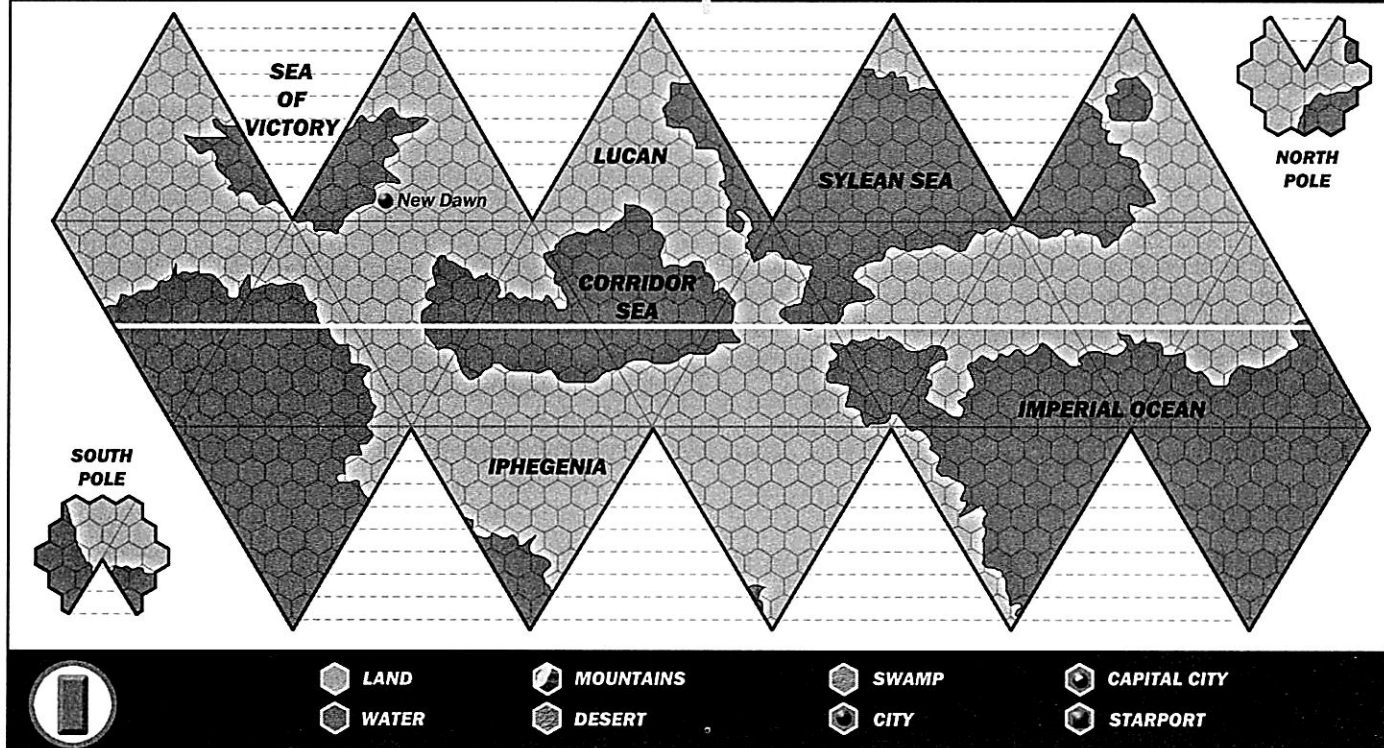 SEA
OF
VICTORY
LUCAN
SYLEAN SEA
New Dawn
NORTH
POLE
CORRIDOR
SEA
IMPERIAL OCEAN
IPHEGENIA
SOUTH
POLE
LAND
MOUNTAINS
SWAMP
CAPITAL CITY
WATER
DESERT
CITY
STARPORT